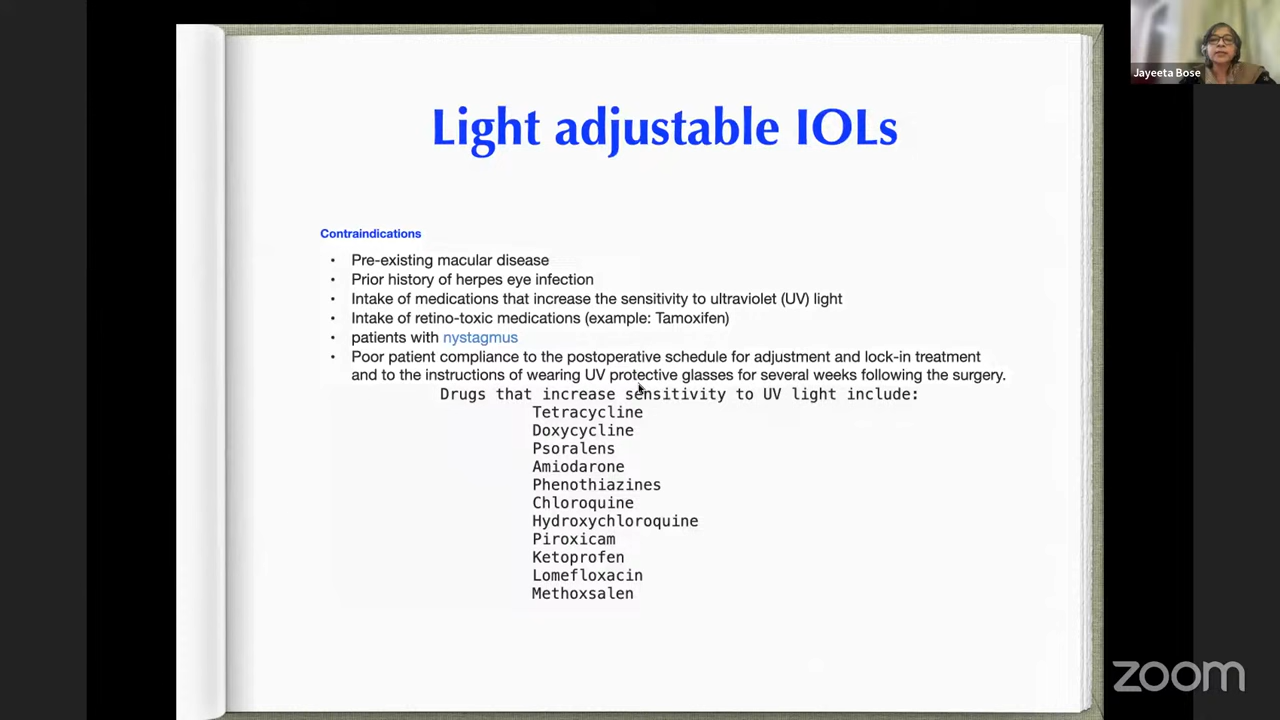 Light adjustable IOLs
Contraindications
• Pre-existing macular disease
• Prior history of herpes eye infection
• Intake of medications that increase the sensitivity to ultraviolet (UV) light
• Intake of retino-toxic medications (example: Tamoxifen)
• patients with nystagmus
• Poor patient compliance to the postoperative schedule for adjustment and lock-in treatment
and to the instructions of wearing UV protective glasses for several weeks following the surgery.
Drugs that increase sensitivity to UV light include:
Tetracycline
Doxycycline
Psoralens
Amiodarone
Phenothiazines
Chloroquine
Hydroxychloroquine
Piroxicam
Ketoprofen
Lomefloxacin
Methoxsalen
Jayeeta Bose
zoom